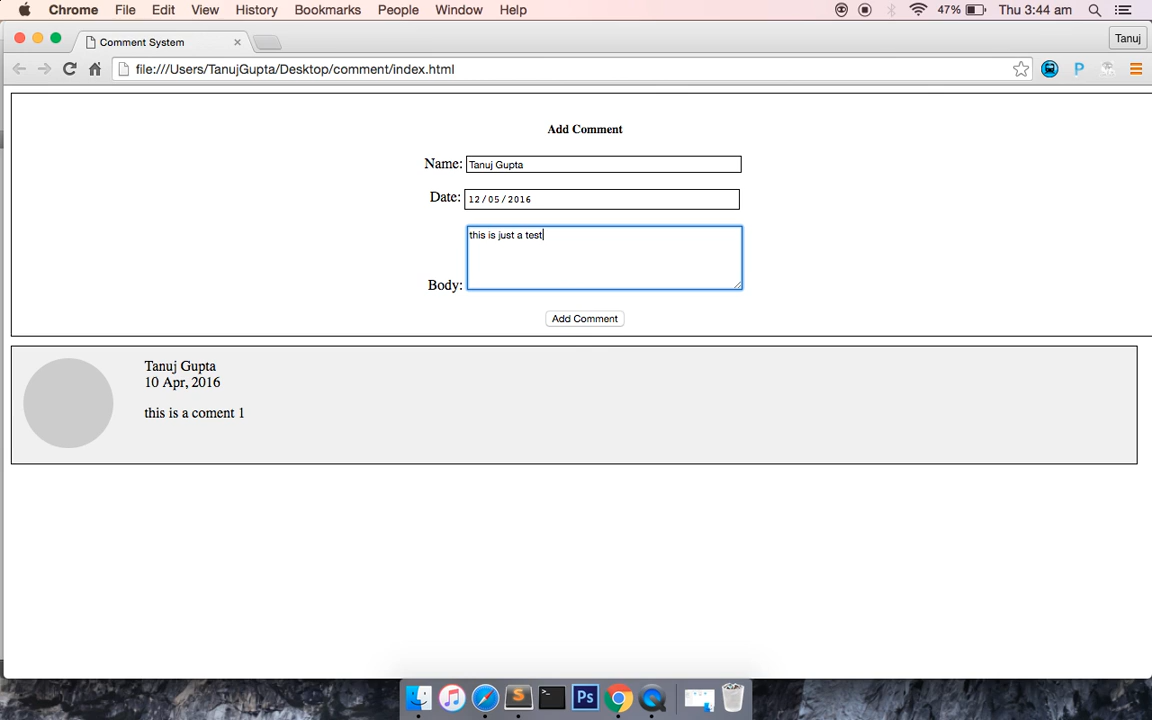 Chrome File Edit View History Bookmarks People Window Help 47% Thu 3:44 am
Comment System Tanuj
file:///Users/TanujGupta/Desktop/comment/index.html P
Add Comment
Name: Tanuj Gupta
Date: 12/05/2016
this is just a test
Body:
Add Comment
Tanuj Gupta
10 Apr, 2016
this is a coment 1
S >_ Ps